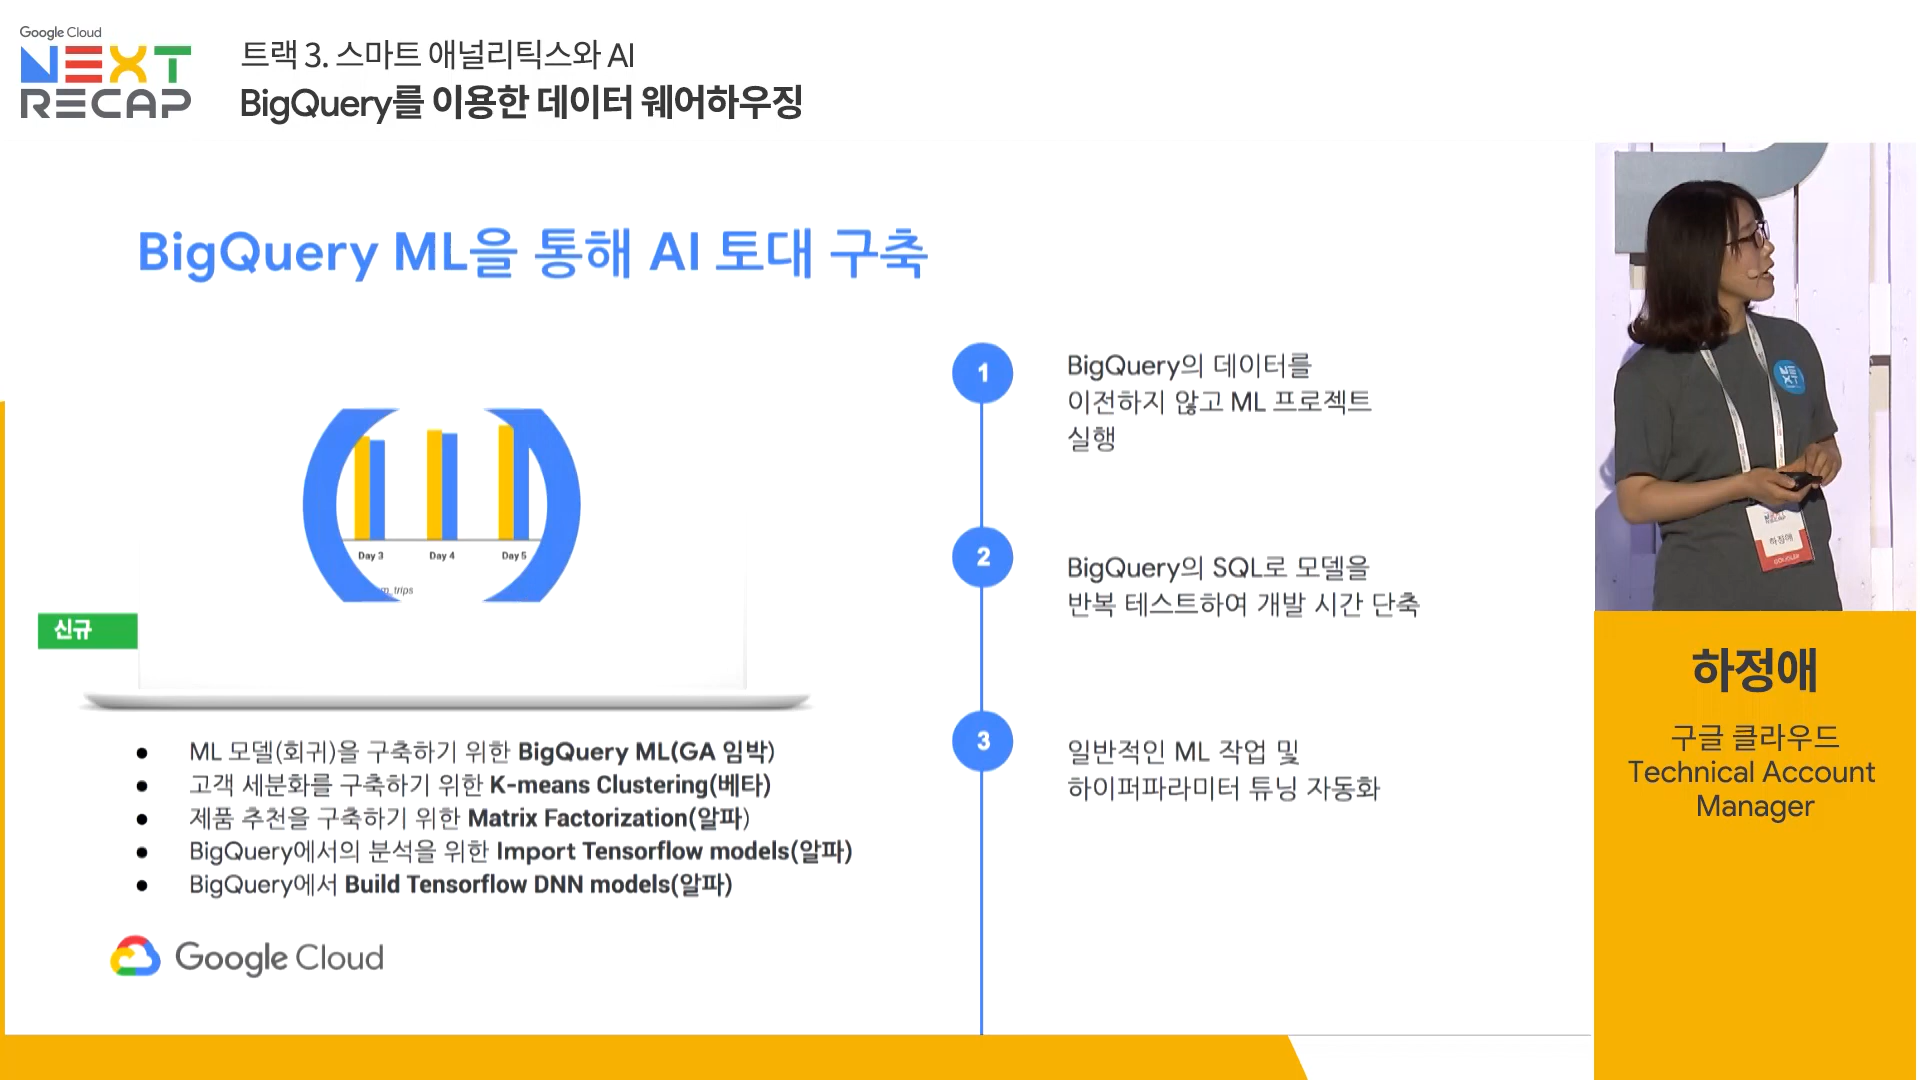 Google Cloud
NEXT
RECAP
트랙 3. 스마트 애널리틱스와 AI
BigQuery를 이용한 데이터 웨어하우징
BigQuery ML을 통해 AI 토대 구축
Day 3
Day 4
Day 5
trips
신규
ML 모델(회귀)을 구축하기 위한 BigQuery ML(GA 임박)
고객 세분화를 구축하기 위한 K-means Clustering(베타)
제품 추천을 구축하기 위한 Matrix Factorization(알파)
BigQuery에서의 분석을 위한 Import Tensorflow models(알파)
BigQuery에서 Build Tensorflow DNN models(알파)
Google Cloud
1
BigQuery의 데이터를
이전하지 않고 ML 프로젝트
실행
2
BigQuery의 SQL로 모델을
반복 테스트하여 개발 시간 단축
3
일반적인 ML 작업 및
하이퍼파라미터 튜닝 자동화
NE
XT
하정애
하정애
구글 클라우드
Technical Account
Manager